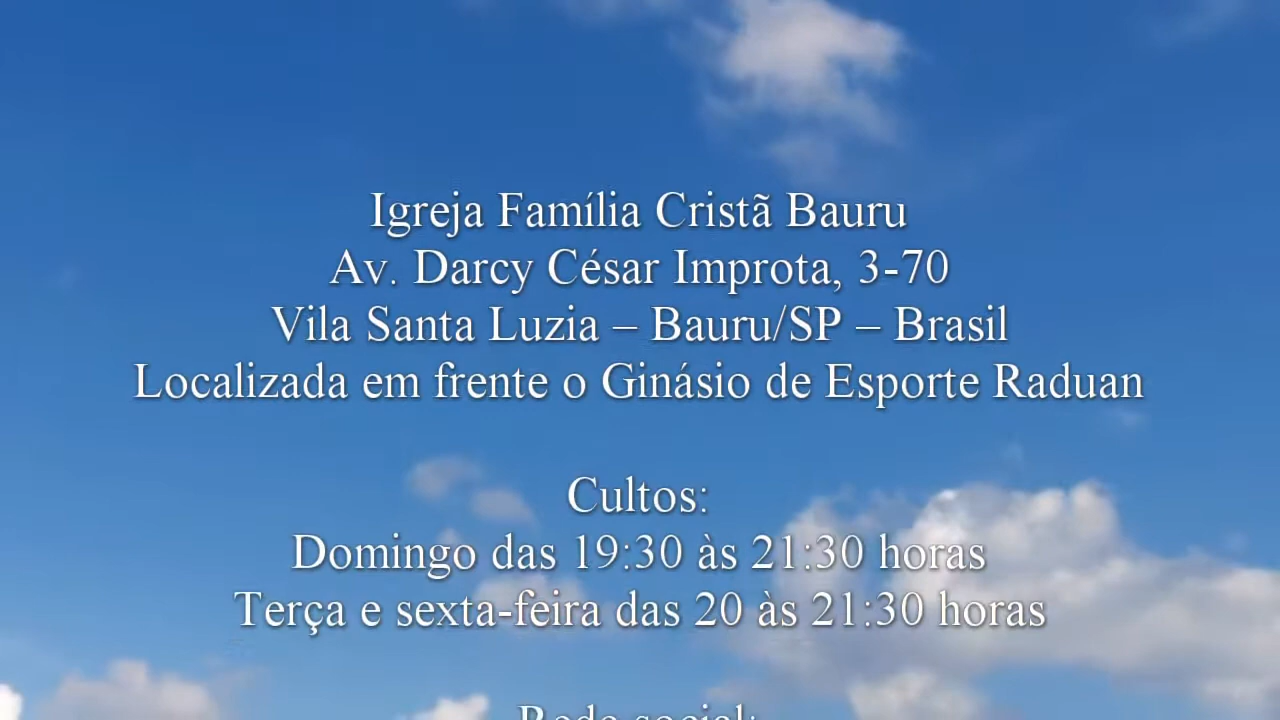 Igreja Família Cristã Bauru
Av. Darcy César Improta, 3-70
Vila Santa Luzia – Bauru/SP – Brasil
Localizada em frente o Ginásio de Esporte Raduan
Cultos:
Domingo das 19:30 às 21:30 horas
Terça e sexta-feira das 20 às 21:30 horas
Rede social: